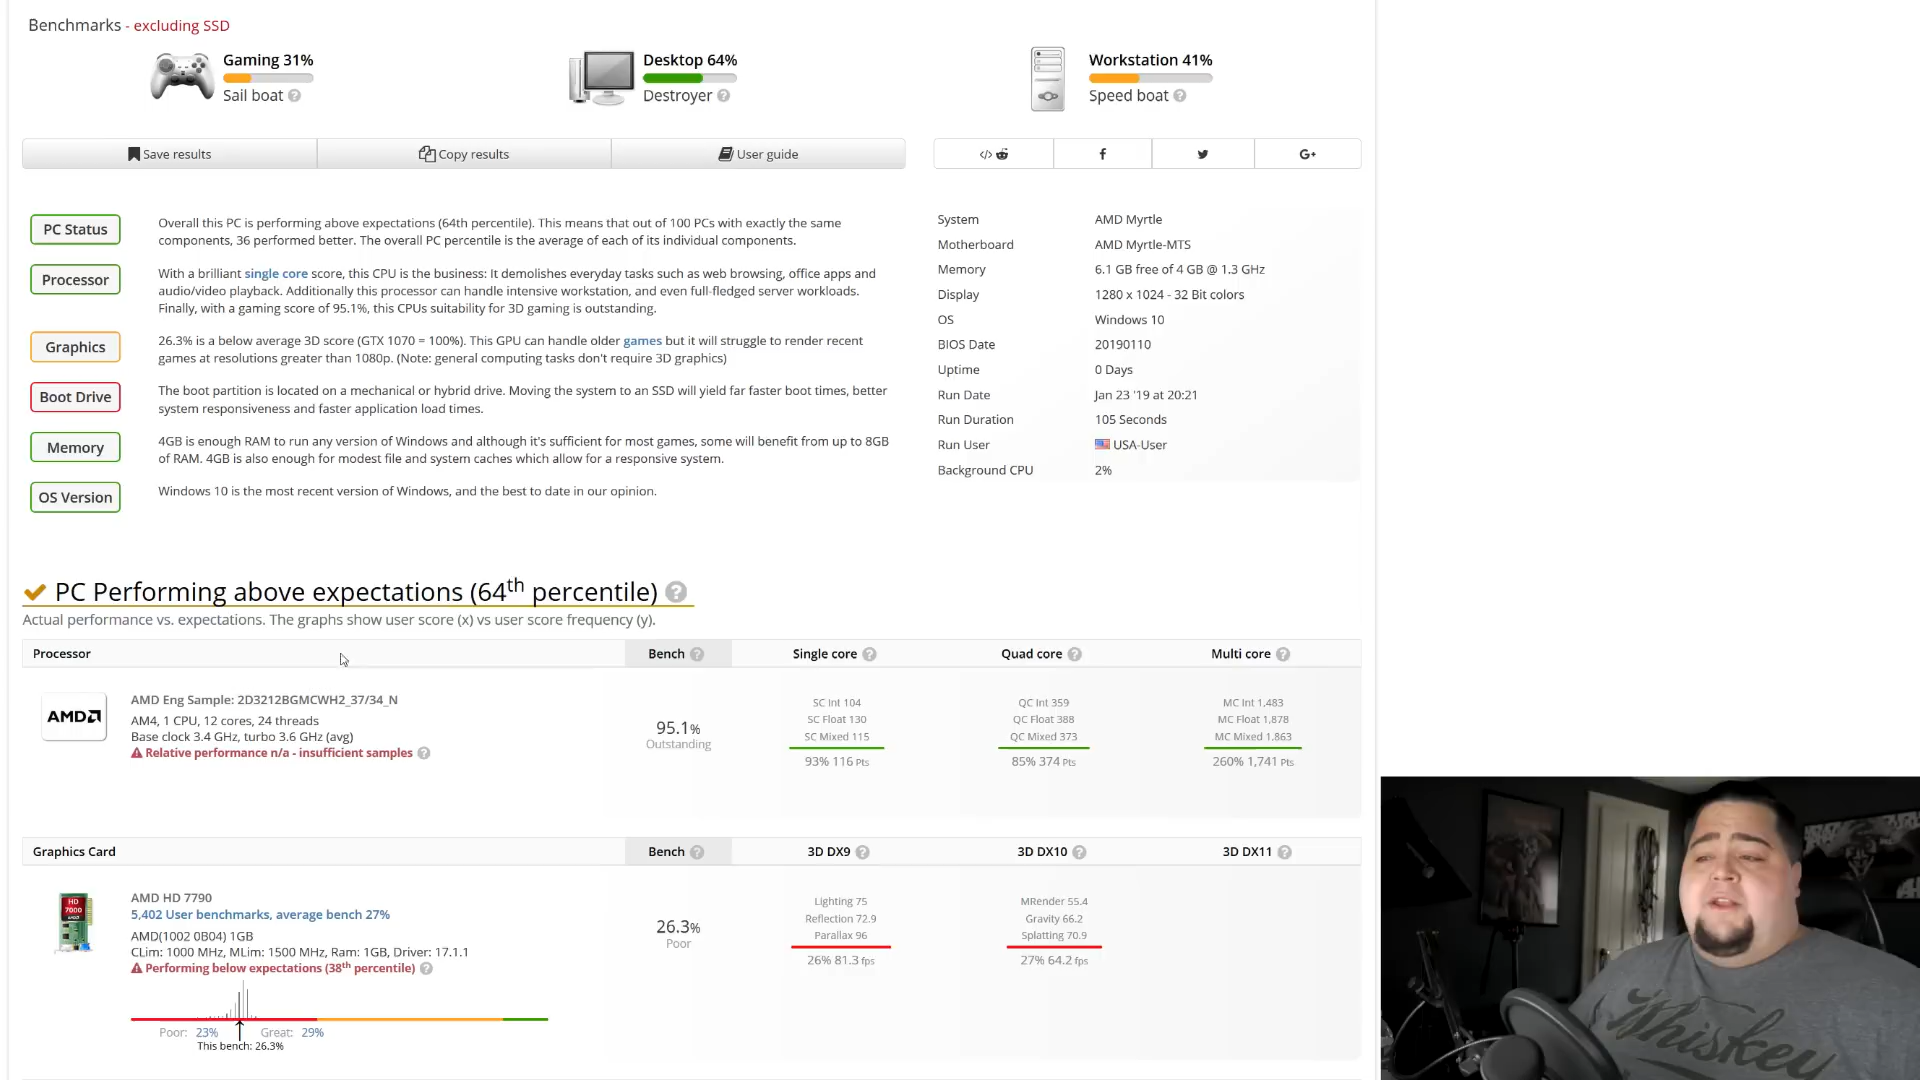 Benchmarks - excluding SSD
Gaming 31%
Sail boat
Desktop 64%
Destroyer
Workstation 41%
Speed boat
Save results
Copy results
User guide
</>
f
G+
PC Status
Overall this PC is performing above expectations (64th percentile). This means that out of 100 PCs with exactly the same
components, 36 performed better. The overall PC percentile is the average of each of its individual components.
Processor
With a brilliant single core score, this CPU is the business: It demolishes everyday tasks such as web browsing, office apps and
audio/video playback. Additionally this processor can handle intensive workstation, and even full-fledged server workloads.
Finally, with a gaming score of 95.1%, this CPUs suitability for 3D gaming is outstanding.
Graphics
26.3% is a below average 3D score (GTX 1070 = 100%). This GPU can handle older games but it will struggle to render recent
games at resolutions greater than 1080p. (Note: general computing tasks don't require 3D graphics)
Boot Drive
The boot partition is located on a mechanical or hybrid drive. Moving the system to an SSD will yield far faster boot times, better
system responsiveness and faster application load times.
Memory
4GB is enough RAM to run any version of Windows and although it's sufficient for most games, some will benefit from up to 8GB
of RAM. 4GB is also enough for modest file and system caches which allow for a responsive system.
OS Version
Windows 10 is the most recent version of Windows, and the best to date in our opinion.
System AMD Myrtle
Motherboard AMD Myrtle-MTS
Memory 6.1 GB free of 4 GB @ 1.3 GHz
Display 1280 x 1024 - 32 Bit colors
OS Windows 10
BIOS Date 20190110
Uptime 0 Days
Run Date Jan 23 '19 at 20:21
Run Duration 105 Seconds
Run User USA-User
Background CPU 2%
PC Performing above expectations (64th percentile)
Actual performance vs. expectations. The graphs show user score (x) vs user score frequency (y).
Processor Bench Single core Quad core Multi core
AMD
AMD Eng Sample: 2D3212BGMCWH2_37/34_N
AM4, 1 CPU, 12 cores, 24 threads
Base clock 3.4 GHz, turbo 3.6 GHz (avg)
Relative performance n/a - insufficient samples
95.1%
Outstanding
SC Int 104
SC Float 130
SC Mixed 115
93% 116 Pts
QC Int 359
QC Float 388
QC Mixed 373
85% 374 Pts
MC Int 1,483
MC Float 1,878
MC Mixed 1,863
260% 1,741 Pts
Graphics Card Bench 3D DX9 3D DX10 3D DX11
HD
7000
AMD HD 7790
5,402 User benchmarks, average bench 27%
AMD(1002 0B04) 1GB
CLim: 1000 MHz, MLim: 1500 MHz, Ram: 1GB, Driver: 17.1.1
Performing below expectations (38th percentile)
Poor: 23% Great: 29%
This bench: 26.3%
26.3%
Poor
Lighting 75
Reflection 72.9
Parallax 96
26% 81.3 fps
MRender 55.4
Gravity 66.2
Splatting 70.9
27% 64.2 fps
Whiskey